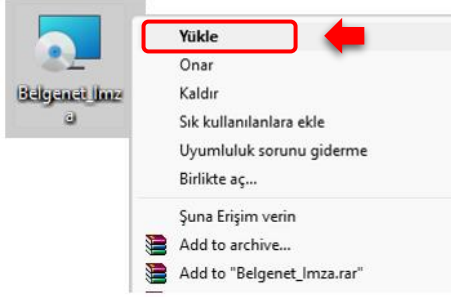 Belgenet_Imz
a
Yükle
Onar
Kaldır
Sık kullanılanlara ekle
Uyumluluk sorunu giderme
Birlikte aç...
Şuna Erişim verin
Add to archive...
Add to "Belgenet_Imza.rar"